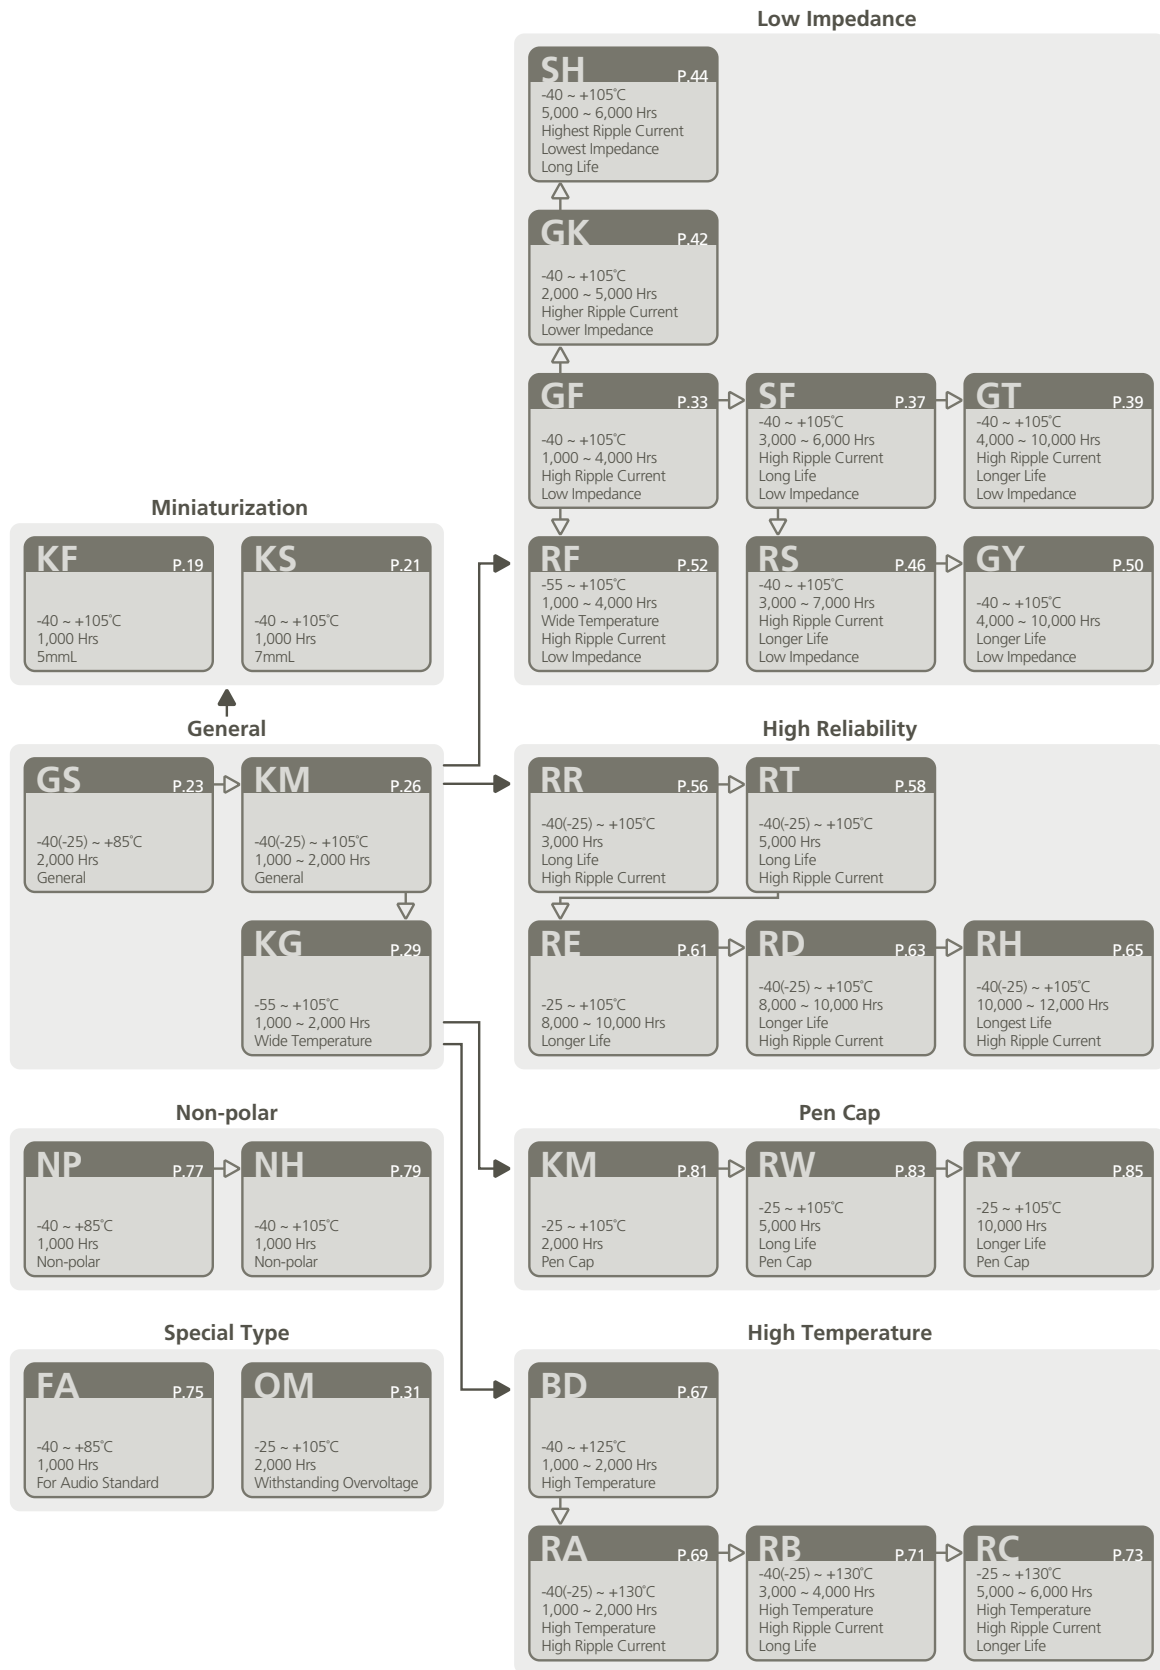 Low Impedance
SH P.44
-40 ~ +105˚C
5,000 ~ 6,000 Hrs
Highest Ripple Current
Lowest Impedance
Long Life
GK P.42
-40 ~ +105˚C
2,000 ~ 5,000 Hrs
Higher Ripple Current
Lower Impedance
GF P.33
-40 ~ +105˚C
1,000 ~ 4,000 Hrs
High Ripple Current
Low Impedance
SF P.37
-40 ~ +105˚C
3,000 ~ 6,000 Hrs
High Ripple Current
Long Life
Low Impedance
GT P.39
-40 ~ +105˚C
4,000 ~ 10,000 Hrs
High Ripple Current
Longer Life
Low Impedance
RF P.52
-55 ~ +105˚C
1,000 ~ 4,000 Hrs
Wide Temperature
High Ripple Current
Low Impedance
RS P.46
-40 ~ +105˚C
3,000 ~ 7,000 Hrs
High Ripple Current
Longer Life
Low Impedance
GY P.50
-40 ~ +105˚C
4,000 ~ 10,000 Hrs
Longer Life
Low Impedance
Miniaturization
KF P.19
-40 ~ +105˚C
1,000 Hrs
5mmL
KS P.21
-40 ~ +105˚C
1,000 Hrs
7mmL
General
GS P.23
-40(-25) ~ +85˚C
2,000 Hrs
General
KM P.26
-40(-25) ~ +105˚C
1,000 ~ 2,000 Hrs
General
KG P.29
-55 ~ +105˚C
1,000 ~ 2,000 Hrs
Wide Temperature
High Reliability
RR P.56
-40(-25) ~ +105˚C
3,000 Hrs
Long Life
High Ripple Current
RT P.58
-40(-25) ~ +105˚C
5,000 Hrs
Long Life
High Ripple Current
RE P.61
-25 ~ +105˚C
8,000 ~ 10,000 Hrs
Longer Life
RD P.63
-40(-25) ~ +105˚C
8,000 ~ 10,000 Hrs
Longer Life
High Ripple Current
RH P.65
-40(-25) ~ +105˚C
10,000 ~ 12,000 Hrs
Longest Life
High Ripple Current
Non-polar
NP P.77
-40 ~ +85˚C
1,000 Hrs
Non-polar
NH P.79
-40 ~ +105˚C
1,000 Hrs
Non-polar
Pen Cap
KM P.81
-25 ~ +105˚C
2,000 Hrs
Pen Cap
RW P.83
-25 ~ +105˚C
5,000 Hrs
Long Life
Pen Cap
RY P.85
-25 ~ +105˚C
10,000 Hrs
Longer Life
Pen Cap
Special Type
FA P.75
-40 ~ +85˚C
1,000 Hrs
For Audio Standard
OM P.31
-25 ~ +105˚C
2,000 Hrs
Withstanding Overvoltage
High Temperature
BD P.67
-40 ~ +125˚C
1,000 ~ 2,000 Hrs
High Temperature
RA P.69
-40(-25) ~ +130˚C
1,000 ~ 2,000 Hrs
High Temperature
High Ripple Current
RB P.71
-40(-25) ~ +130˚C
3,000 ~ 4,000 Hrs
High Temperature
High Ripple Current
Long Life
RC P.73
-25 ~ +130˚C
5,000 ~ 6,000 Hrs
High Temperature
High Ripple Current
Longer Life